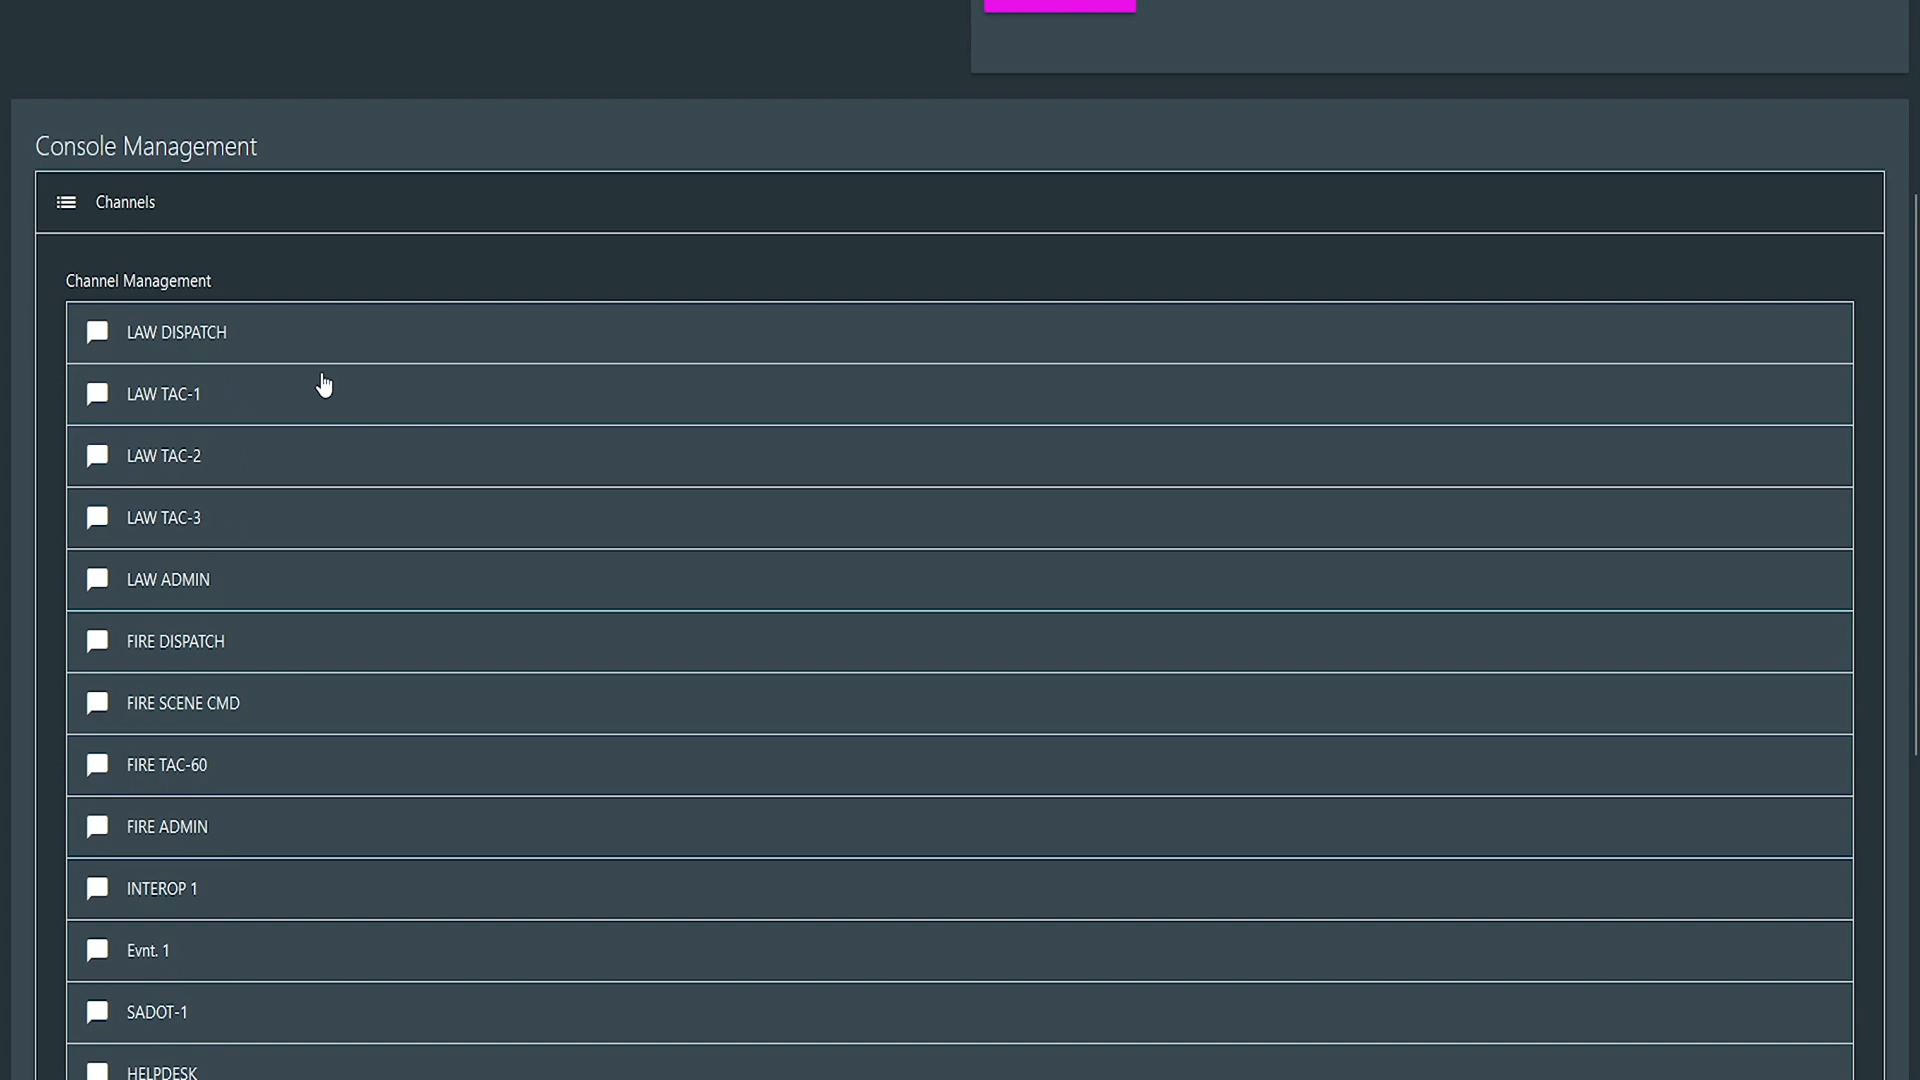 Console Management
Channels
Channel Management
LAW DISPATCH
LAW TAC-1
LAW TAC-2
LAW TAC-3
LAW ADMIN
FIRE DISPATCH
FIRE SCENE CMD
FIRE TAC-60
FIRE ADMIN
INTEROP 1
Evnt. 1
SADOT-1
HELPDESK